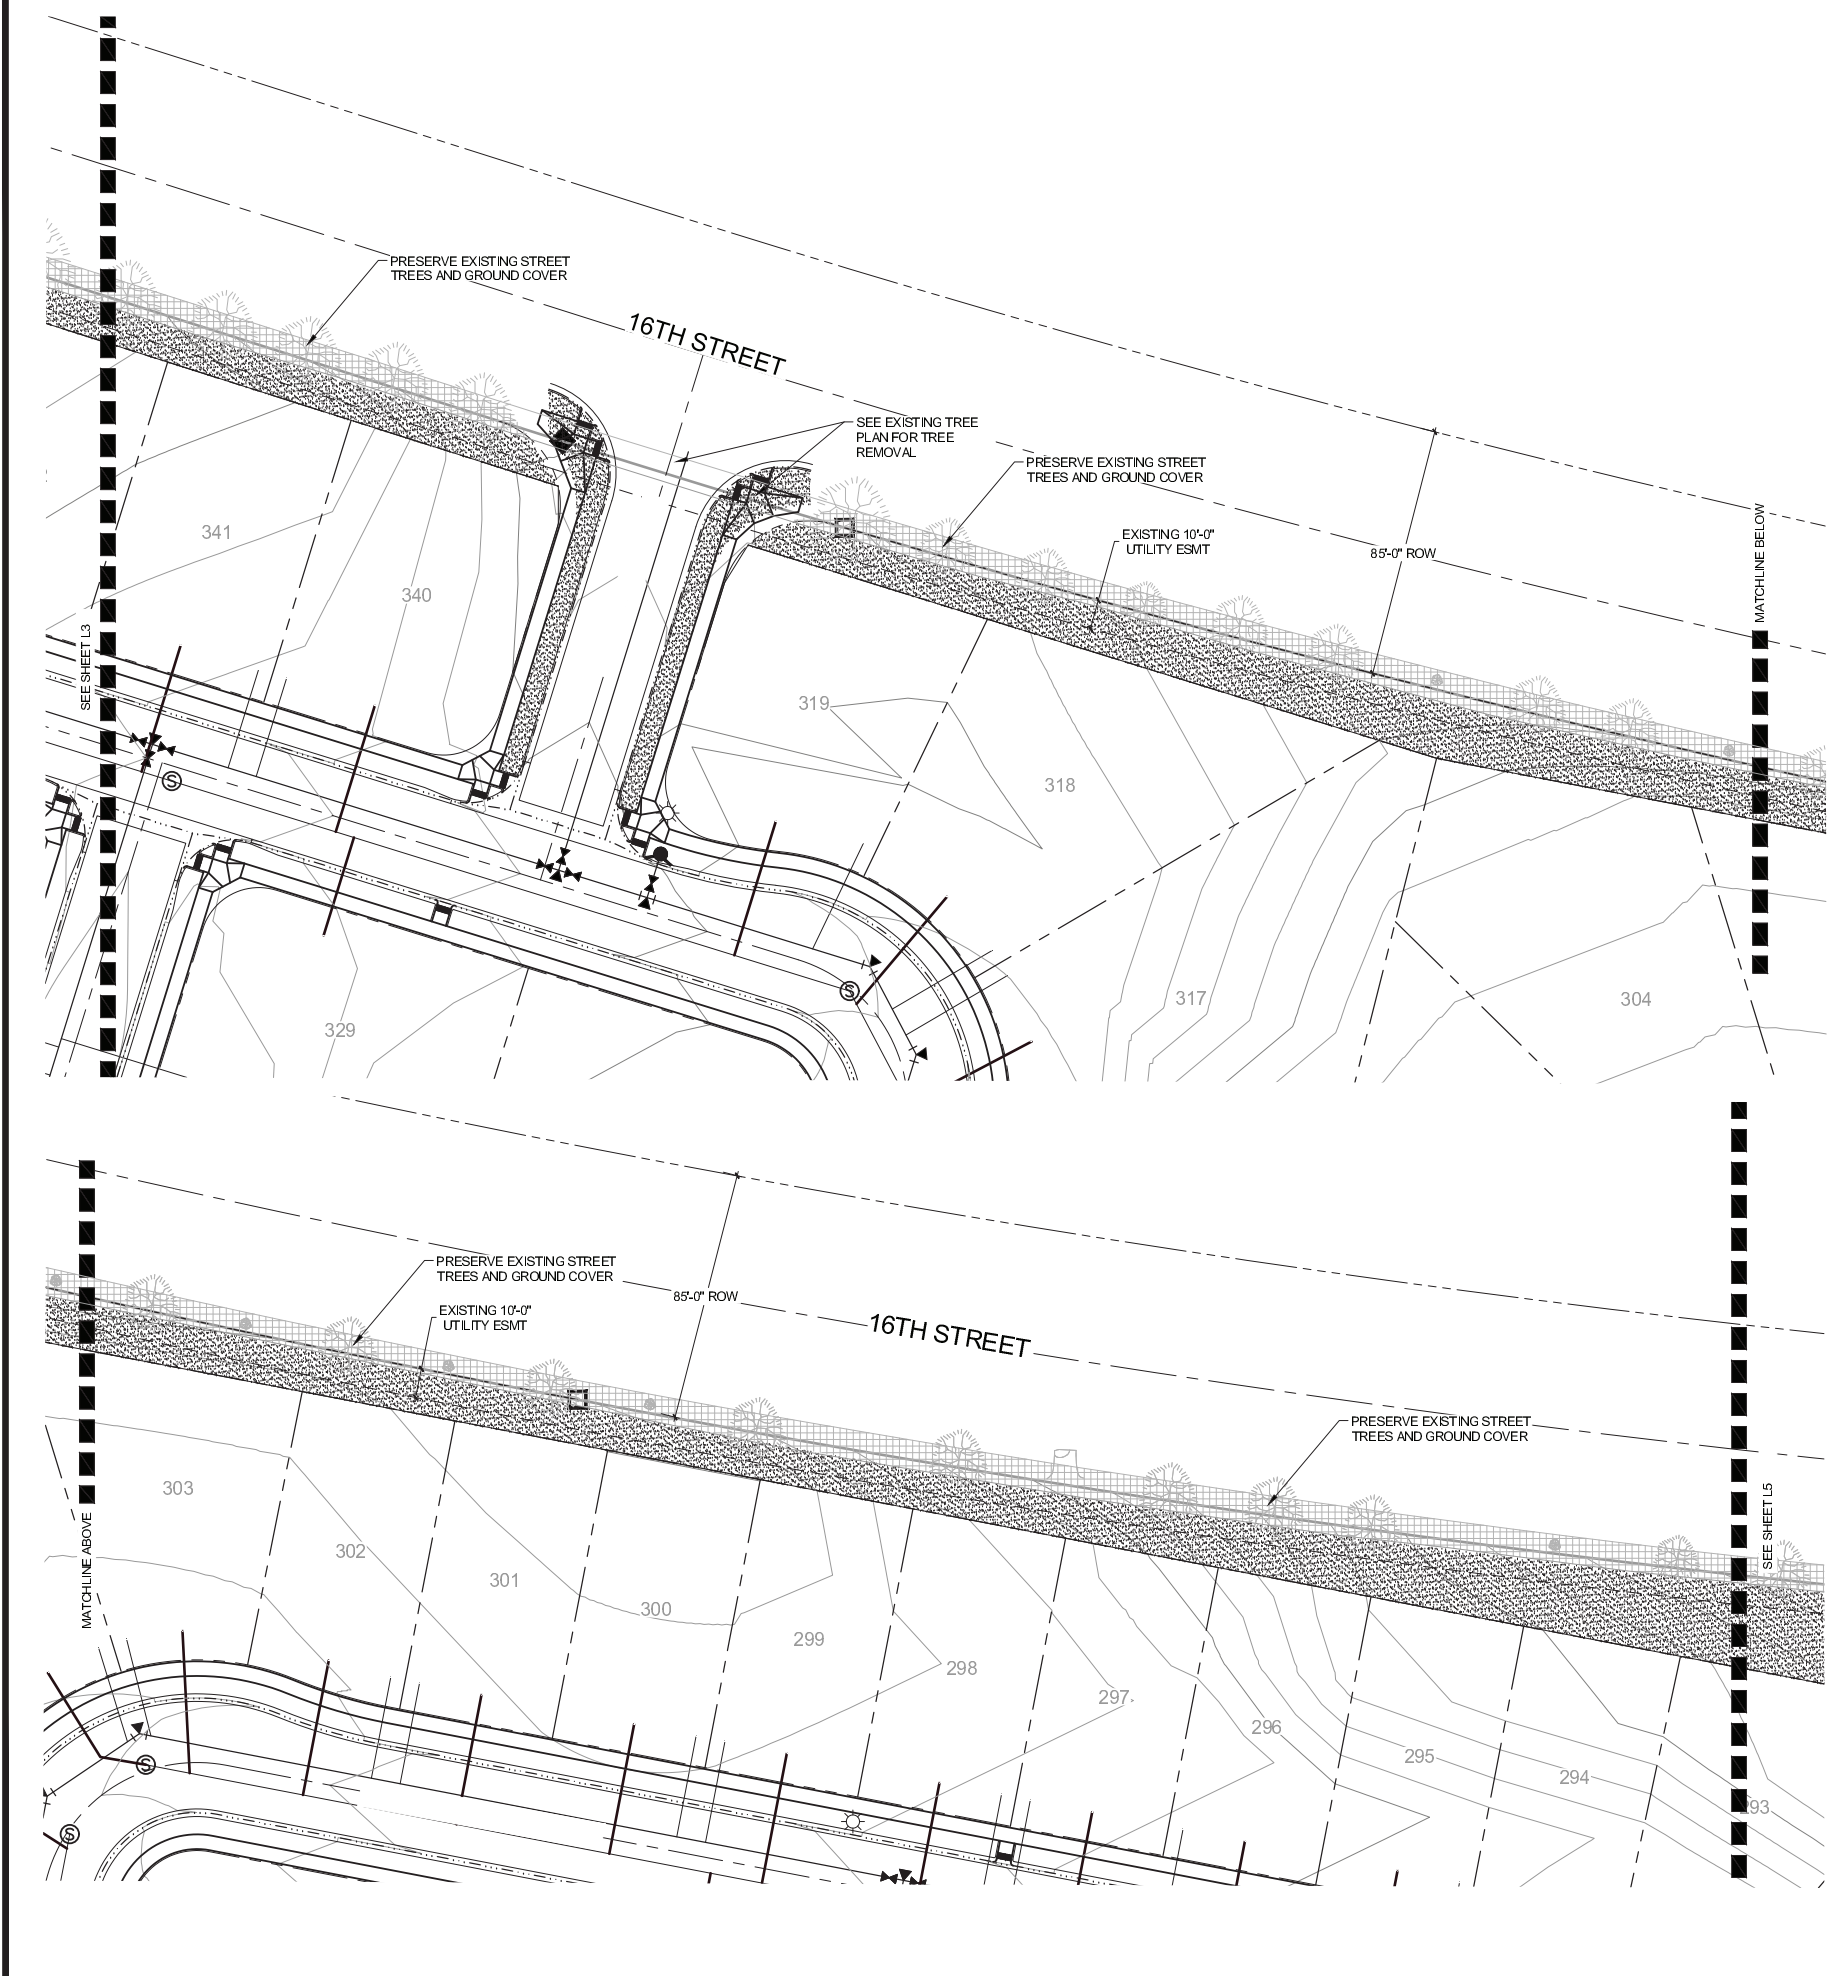 PRESERVE EXISTING STREET
TREES AND GROUND COVER
16TH STREET
SEE EXISTING TREE
PLAN FOR TREE
REMOVAL
PRESERVE EXISTING STREET
TREES AND GROUND COVER
EXISTING 10'-0"
UTILITY ESMT
85'-0" ROW
MATCHLINE BELOW
SEE SHEET L3
341
340
319
318
317
304
329
S
S
PRESERVE EXISTING STREET
TREES AND GROUND COVER
EXISTING 10'-0"
UTILITY ESMT
85'-0" ROW
16TH STREET
PRESERVE EXISTING STREET
TREES AND GROUND COVER
MATCHLINE ABOVE
SEE SHEET L5
303
302
301
300
299
298
297
296
295
294
293
S
S